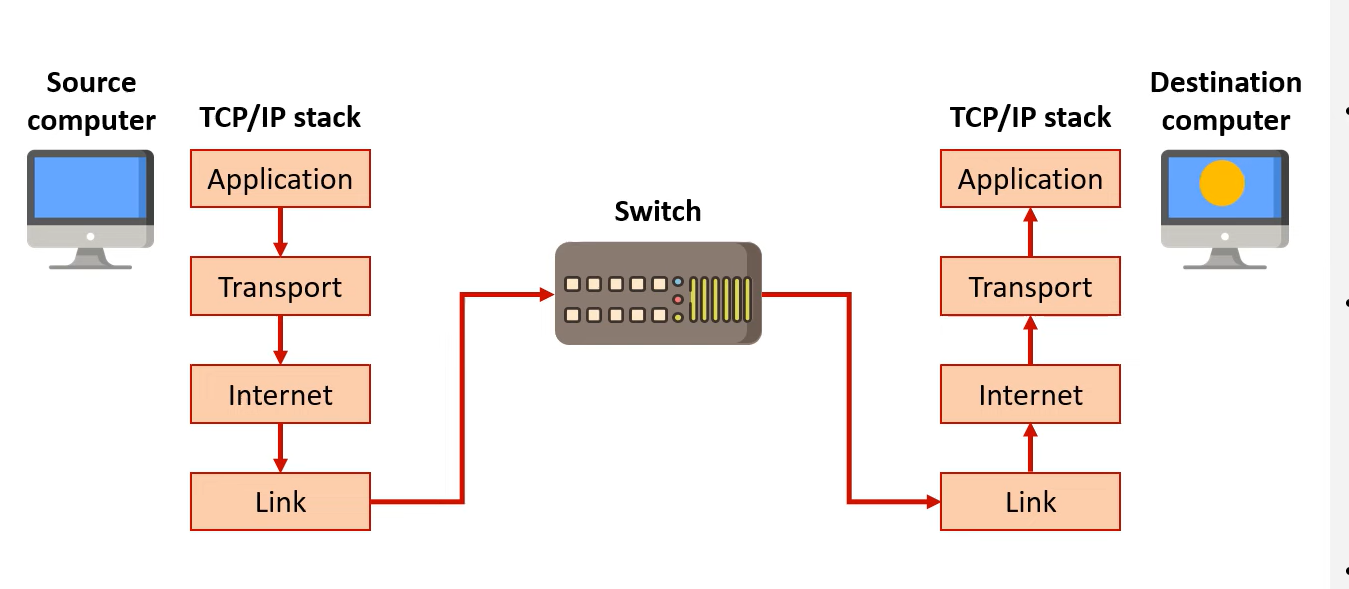 Source
computer
TCP/IP stack
Application
Transport
Internet
Link
Switch
TCP/IP stack
Application
Transport
Internet
Link
Destination
computer